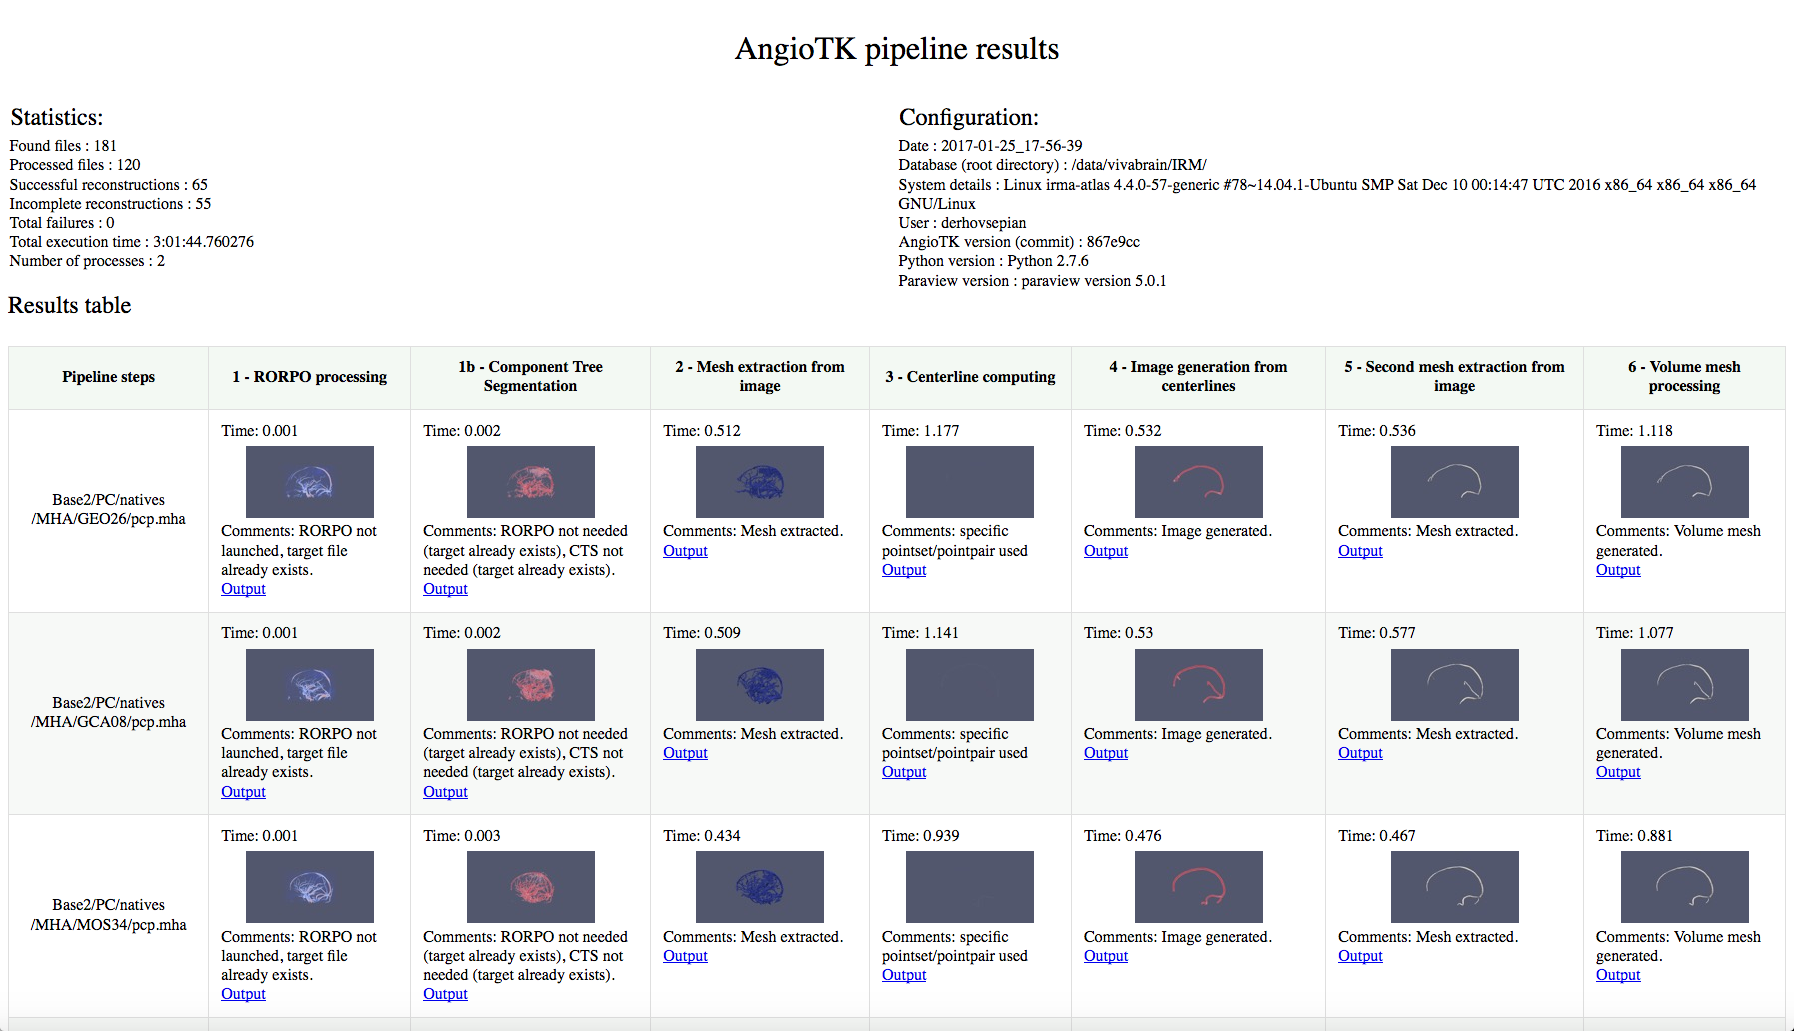 AngioTK pipeline results
Statistics:
Found files : 181
Processed files : 120
Successful reconstructions : 65
Incomplete reconstructions : 55
Total failures : 0
Total execution time : 3:01:44.760276
Number of processes : 2
Configuration:
Date : 2017-01-25_17-56-39
Database (root directory) : /data/vivabrain/IRM/
System details : Linux irma-atlas 4.4.0-57-generic #78~14.04.1-Ubuntu SMP Sat Dec 10 00:14:47 UTC 2016 x86_64 x86_64 x86_64
GNU/Linux
User : derhovsepian
AngioTK version (commit) : 867e9cc
Python version : Python 2.7.6
Paraview version : paraview version 5.0.1
Results table
Pipeline steps
1 - RORPO processing
1b - Component Tree
Segmentation
2 - Mesh extraction from
image
3 - Centerline computing
4 - Image generation from
centerlines
5 - Second mesh extraction from
image
6 - Volume mesh
processing
Base2/PC/natives
/MHA/GEO26/pcp.mha
Time: 0.001
Comments: RORPO not
launched, target file
already exists.
Output
Time: 0.002
Comments: RORPO not needed
(target already exists), CTS not
needed (target already exists).
Output
Time: 0.512
Comments: Mesh extracted.
Output
Time: 1.177
Comments: specific
pointset/pointpair used
Output
Time: 0.532
Comments: Image generated.
Output
Time: 0.536
Comments: Mesh extracted.
Output
Time: 1.118
Comments: Volume mesh
generated.
Output
Base2/PC/natives
/MHA/GCA08/pcp.mha
Time: 0.001
Comments: RORPO not
launched, target file
already exists.
Output
Time: 0.002
Comments: RORPO not needed
(target already exists), CTS not
needed (target already exists).
Output
Time: 0.509
Comments: Mesh extracted.
Output
Time: 1.141
Comments: specific
pointset/pointpair used
Output
Time: 0.53
Comments: Image generated.
Output
Time: 0.577
Comments: Mesh extracted.
Output
Time: 1.077
Comments: Volume mesh
generated.
Output
Base2/PC/natives
/MHA/MOS34/pcp.mha
Time: 0.001
Comments: RORPO not
launched, target file
already exists.
Output
Time: 0.003
Comments: RORPO not needed
(target already exists), CTS not
needed (target already exists).
Output
Time: 0.434
Comments: Mesh extracted.
Output
Time: 0.939
Comments: specific
pointset/pointpair used
Output
Time: 0.476
Comments: Image generated.
Output
Time: 0.467
Comments: Mesh extracted.
Output
Time: 0.881
Comments: Volume mesh
generated.
Output